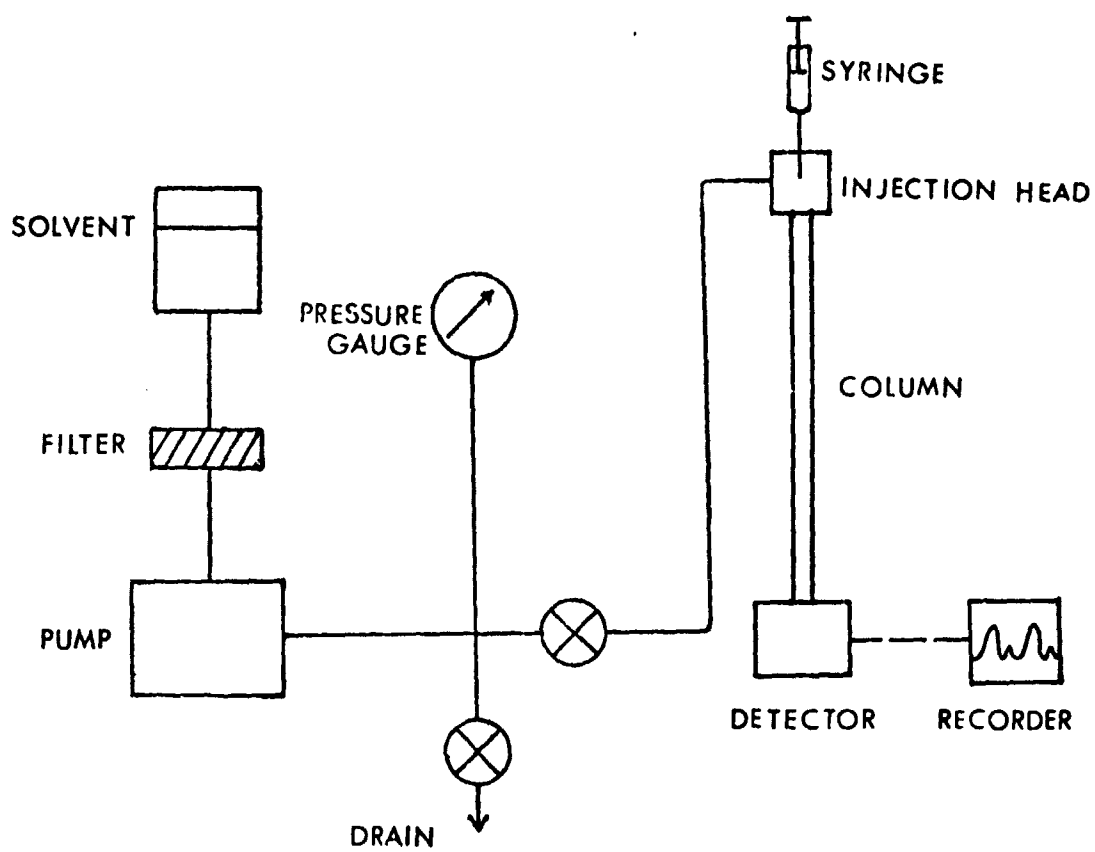 SYRINGE
INJECTION HEAD
SOLVENT
PRESSURE
GAUGE
COLUMN
FILTER
PUMP
DETECTOR
RECORDER
DRAIN